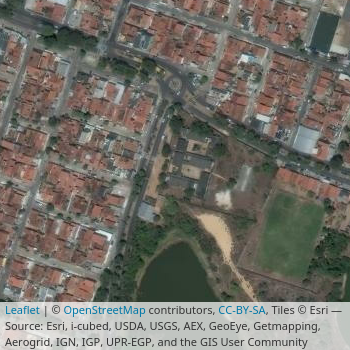 Leaflet | © OpenStreetMap contributors, CC-BY-SA, Tiles © Esri —
Source: Esri, i-cubed, USDA, USGS, AEX, GeoEye, Getmapping,
Aerogrid, IGN, IGP, UPR-EGP, and the GIS User Community